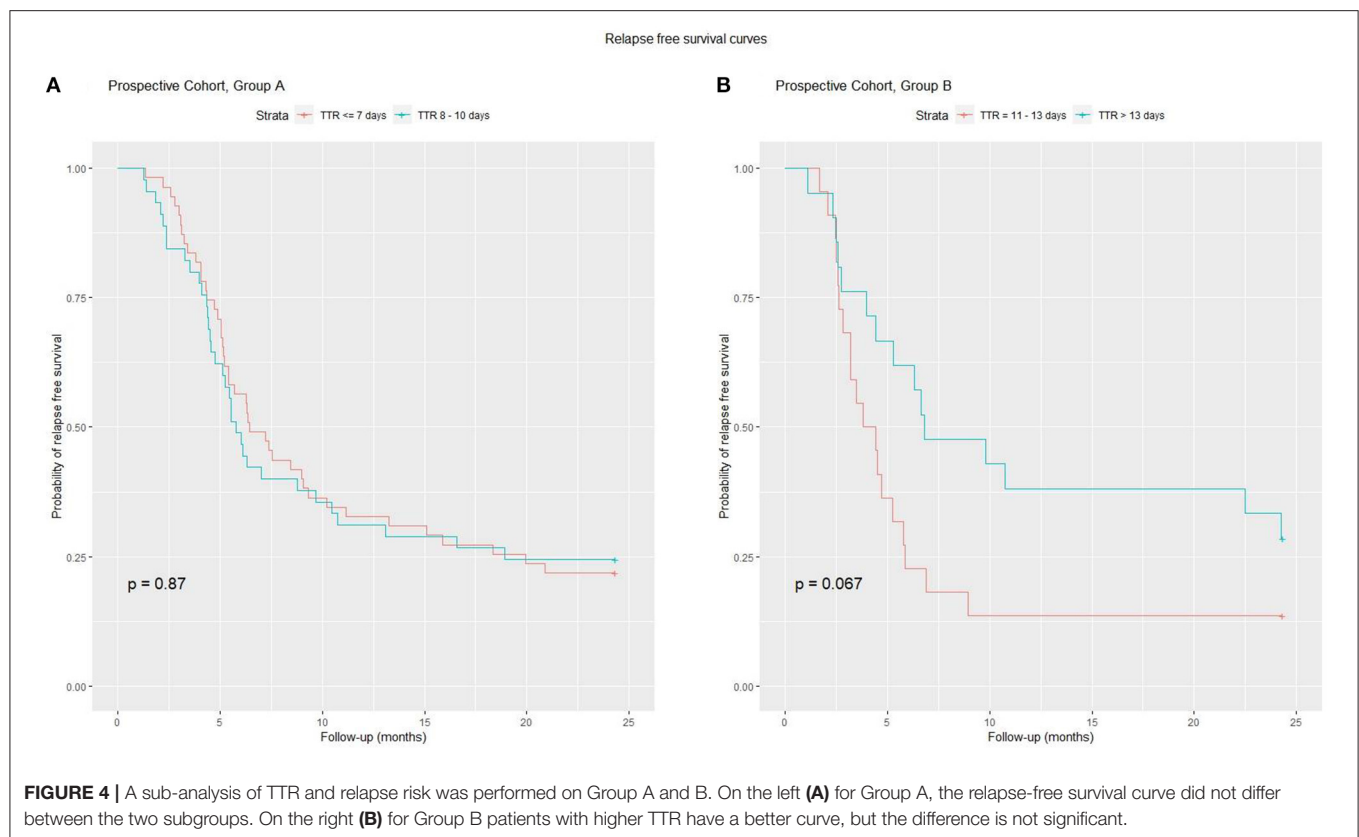 Relapse free survival curves
A Prospective Cohort, Group A
Strata TTR <= 7 days TTR 8 - 10 days
1.00
0.75
0.50
0.25
0.00
Probability of relapse free survival
p = 0.87
0 5 10 15 20 25
Follow-up (months)
B Prospective Cohort, Group B
Strata TTR = 11 - 13 days TTR > 13 days
1.00
0.75
0.50
0.25
0.00
Probability of relapse free survival
p = 0.067
0 5 10 15 20 25
Follow-up (months)
FIGURE 4 | A sub-analysis of TTR and relapse risk was performed on Group A and B. On the left (A) for Group A, the relapse-free survival curve did not differ
between the two subgroups. On the right (B) for Group B patients with higher TTR have a better curve, but the difference is not significant.